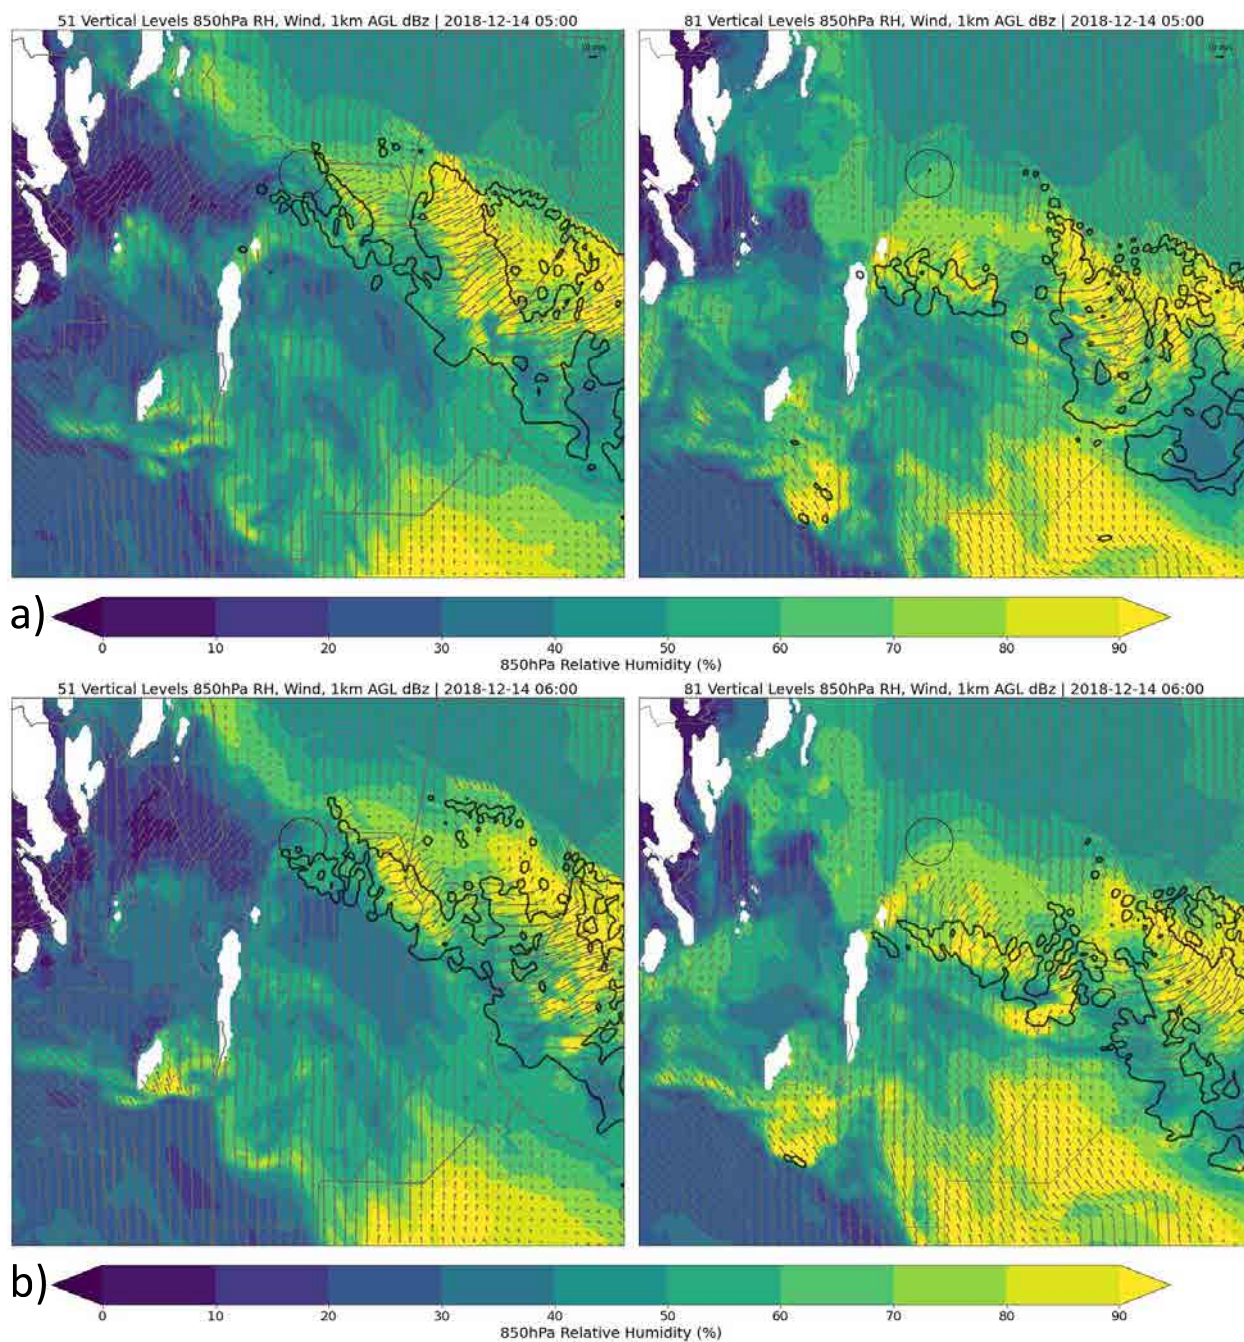 51 Vertical Levels 850hPa RH, Wind, 1km AGL dBz | 2018-12-14 05:00
81 Vertical Levels 850hPa RH, Wind, 1km AGL dBz | 2018-12-14 05:00
a)
0 10 20 30 40 50 60 70 80 90
850hPa Relative Humidity (%)
51 Vertical Levels 850hPa RH, Wind, 1km AGL dBz | 2018-12-14 06:00
81 Vertical Levels 850hPa RH, Wind, 1km AGL dBz | 2018-12-14 06:00
b)
0 10 20 30 40 50 60 70 80 90
850hPa Relative Humidity (%)